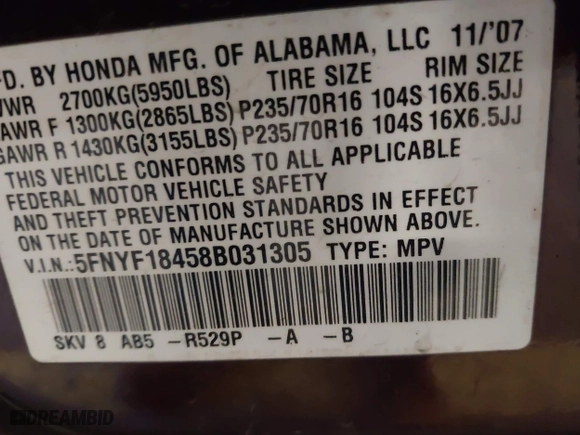 D. BY HONDA MFG. OF ALABAMA, LLC 11/'07
VWR 2700KG(5950LBS) TIRE SIZE RIM SIZE
GAWR F 1300KG(2865LBS) P235/70R16 104S 16X6.5JJ
GAWR R 1430KG(3155LBS) P235/70R16 104S 16X6.5JJ
THIS VEHICLE CONFORMS TO ALL APPLICABLE
FEDERAL MOTOR VEHICLE SAFETY
AND THEFT PREVENTION STANDARDS IN EFFECT
ON THE DATE OF MANUFACTURE SHOWN ABOVE.
V.I.N.:5FNYF18458B031305 TYPE: MPV
SKV 8 AB5 -R529P -A -B
DREAMBID